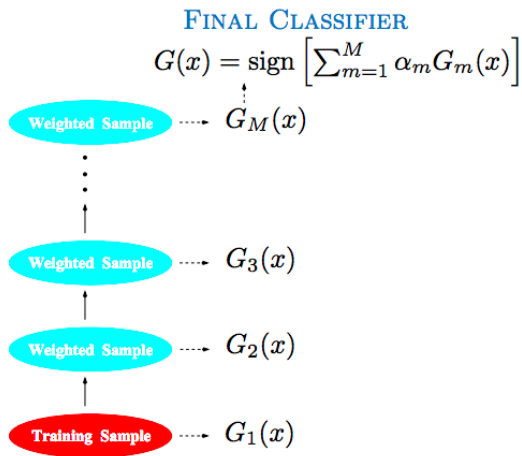 FINAL CLASSIFIER
G(x) = sign [∑_{m=1}^{M} α_m G_m(x)]
Weighted Sample G_M(x)
Weighted Sample G_3(x)
Weighted Sample G_2(x)
Training Sample G_1(x)